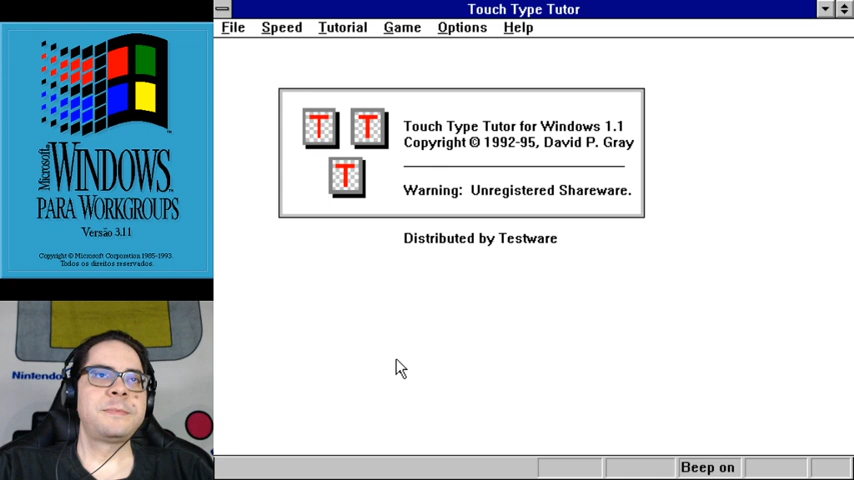 Touch Type Tutor
File Speed Tutorial Game Options Help
Microsoft
WINDOWS
PARA WORKGROUPS
Versão 3.11
Copyright © Microsoft Corporation 1985-1993.
Todos os direitos reservados.
T T
T
Touch Type Tutor for Windows 1.1
Copyright © 1992-95, David P. Gray
Warning: Unregistered Shareware.
Distributed by Testware
Nintendo
Beep on